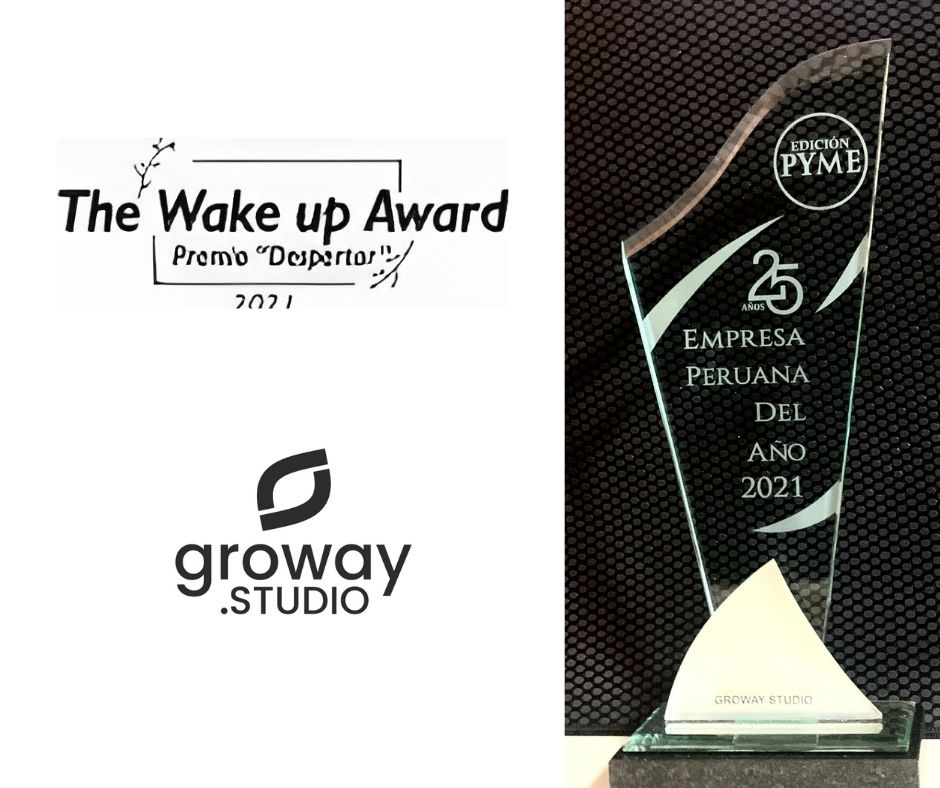 The Wake up Award
Premio "Despertar"
2021
groway
.STUDIO
EDICIÓN
PYME
25
AÑOS
EMPRESA
PERUANA
DEL
AÑO
2021
GROWAY STUDIO